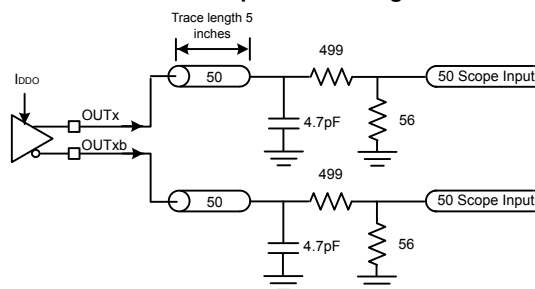 Trace length 5
inches
499
50
50 Scope Input
IDDO
OUTx
4.7pF
56
OUTxb
499
50
50 Scope Input
4.7pF
56